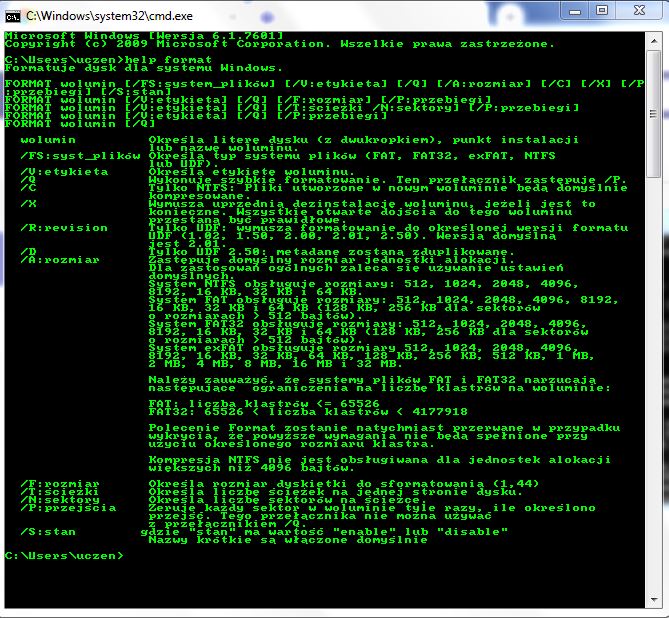 C:\Windows\system32\cmd.exe
Microsoft Windows [Wersja 6.1.7601]
Copyright (c) 2009 Microsoft Corporation. Wszelkie prawa zastrzeżone.
C:\Users\uczen>help format
Formatuje dysk dla systemu Windows.
FORMAT wolumin [/FS:system_plików] [/V:etykieta] [/Q] [/A:rozmiar] [/C] [/X] [/P
:przebiegi] [/S:stan]
FORMAT wolumin [/V:etykieta] [/Q] [/F:rozmiar] [/P:przebiegi]
FORMAT wolumin [/V:etykieta] [/Q] [/T:ścieżki /N:sektory] [/P:przebiegi]
FORMAT wolumin [/V:etykieta] [/Q] [/P:przebiegi]
FORMAT wolumin [/Q]
wolumin Określa literę dysku (z dwukropkiem), punkt instalacji
lub nazwę woluminu.
/FS:syst_plików Określa typ systemu plików (FAT, FAT32, exFAT, NTFS
lub UDF).
/V:etykieta Określa etykietę woluminu.
/Q Wykonuje szybkie formatowanie. Ten przełącznik zastępuje /P.
/C Tylko NTFS: Pliki utworzone w nowym woluminie będą domyślnie
kompresowane.
/X Wymusza uprzednią dezinstalację woluminu, jeżeli jest to
konieczne. Wszystkie otwarte dojścia do tego woluminu
przestaną być prawidłowe.
/R:revision Tylko UDF: wymusza formatowanie do określonej wersji formatu
UDF (1.02, 1.50, 2.00, 2.01, 2.50). Wersją domyślną
jest 2.01.
/D Tylko UDF 2.50: metadane zostaną zduplikowane.
/A:rozmiar Zastępuje domyślny rozmiar jednostki alokacji.
Dla zastosowań ogólnych zaleca się używanie ustawień
domyślnych.
System NTFS obsługuje rozmiary: 512, 1024, 2048, 4096,
8192, 16 KB, 32 KB i 64 KB.
System FAT obsługuje rozmiary: 512, 1024, 2048, 4096, 8192,
16 KB, 32 KB i 64 KB (128 KB, 256 KB dla sektorów
o rozmiarach > 512 bajtów).
System FAT32 obsługuje rozmiary: 512, 1024, 2048, 4096,
8192, 16 KB, 32 KB i 64 KB (128 KB, 256 KB dla sektorów
o rozmiarach > 512 bajtów).
System exFAT obsługuje rozmiary 512, 1024, 2048, 4096,
8192, 16 KB, 32 KB, 64 KB, 128 KB, 256 KB, 512 KB, 1 MB,
2 MB, 4 MB, 8 MB, 16 MB i 32 MB.
Należy zauważyć, że systemy plików FAT i FAT32 narzucają
następujące ograniczenia na liczbę klastrów na woluminie:
FAT: liczba klastrów <= 65526
FAT32: 65526 < liczba klastrów < 4177918
Polecenie Format zostanie natychmiast przerwane w przypadku
wykrycia, że powyższe wymagania nie będą spełnione przy
użyciu określonego rozmiaru klastra.
Kompresja NTFS nie jest obsługiwana dla jednostek alokacji
większych niż 4096 bajtów.
/F:rozmiar Określa rozmiar dyskietki do sformatowania (1,44)
/T:ścieżki Określa liczbę ścieżek na jednej stronie dysku.
/N:sektory Określa liczbę sektorów na ścieżce.
/P:przejścia Zeruje każdy sektor w woluminie tyle razy, ile określono
przejść. Tego przełącznika nie można używać
z przełącznikiem /Q.
/S:stan gdzie "stan" ma wartość "enable" lub "disable"
Nazwy krótkie są włączone domyślnie
C:\Users\uczen>